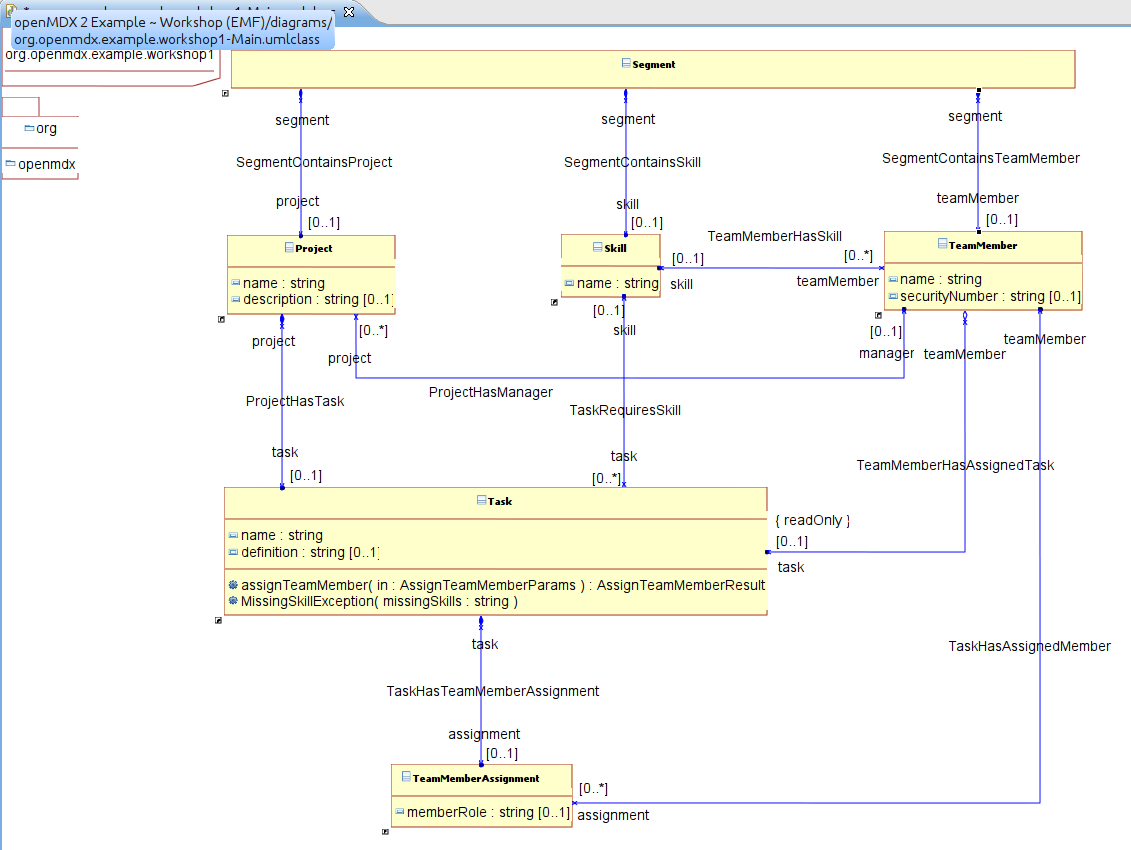 openMDX 2 Example ~ Workshop (EMF)/diagrams/
org.openmdx.example.workshop1-Main.umlclass
org.openmdx.example.workshop1
Segment
org
openmdx
segment
segment
segment
SegmentContainsProject
SegmentContainsSkill
SegmentContainsTeamMember
project
skill
teamMember
[0..1]
[0..1]
[0..1]
Project
name : string
description : string [0..1]
Skill
name : string
TeamMemberHasSkill
[0..1]
[0..*]
skill
teamMember
TeamMember
name : string
securityNumber : string [0..1]
project
[0..*]
project
[0..1]
skill
[0..1]
manager
teamMember
teamMember
ProjectHasTask
ProjectHasManager
TaskRequiresSkill
task
[0..1]
task
[0..*]
TeamMemberHasAssignedTask
Task
name : string
definition : string [0..1]
assignTeamMember( in : AssignTeamMemberParams ) : AssignTeamMemberResult
MissingSkillException( missingSkills : string )
{ readOnly }
[0..1]
task
task
TaskHasAssignedMember
TaskHasTeamMemberAssignment
assignment
[0..1]
TeamMemberAssignment
memberRole : string [0..1]
[0..*]
assignment